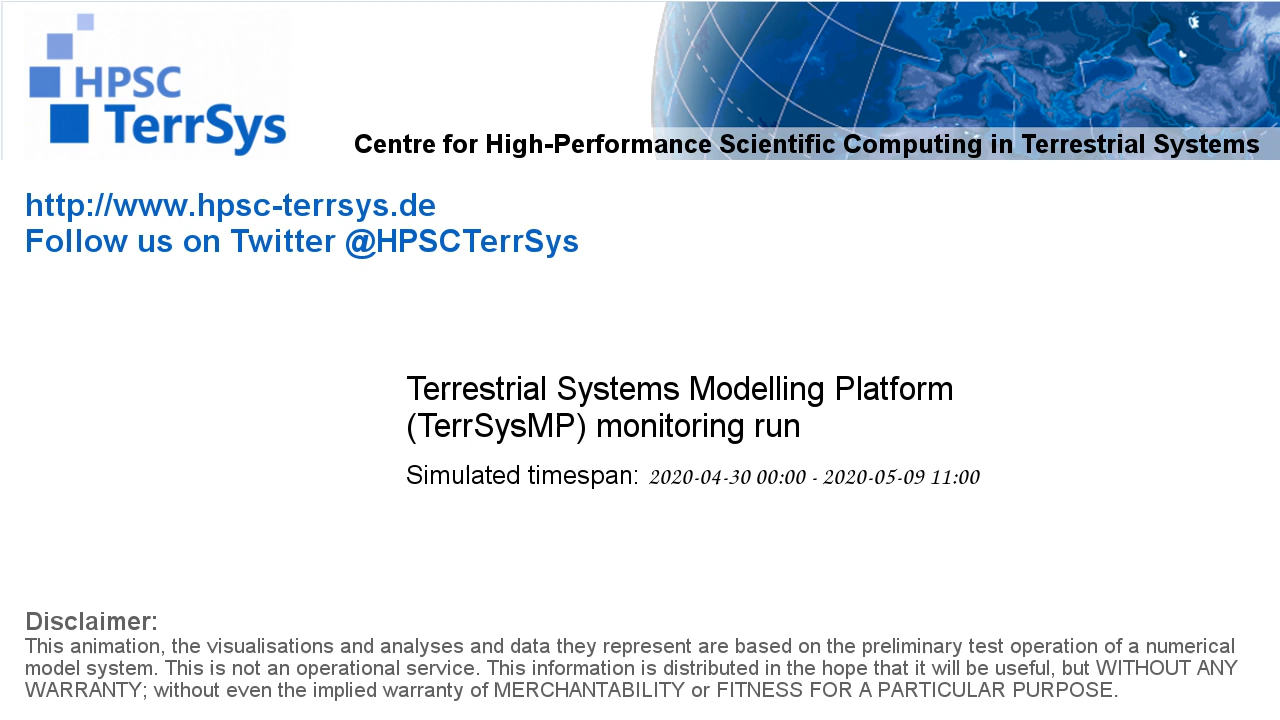 HPSC
TerrSys
Centre for High-Performance Scientific Computing in Terrestrial Systems
http://www.hpsc-terrsys.de
Follow us on Twitter @HPSCTerrSys
Terrestrial Systems Modelling Platform
(TerrSysMP) monitoring run
Simulated timespan: 2020-04-30 00:00 - 2020-05-09 11:00
Disclaimer:
This animation, the visualisations and analyses and data they represent are based on the preliminary test operation of a numerical
model system. This is not an operational service. This information is distributed in the hope that it will be useful, but WITHOUT ANY
WARRANTY; without even the implied warranty of MERCHANTABILITY or FITNESS FOR A PARTICULAR PURPOSE.